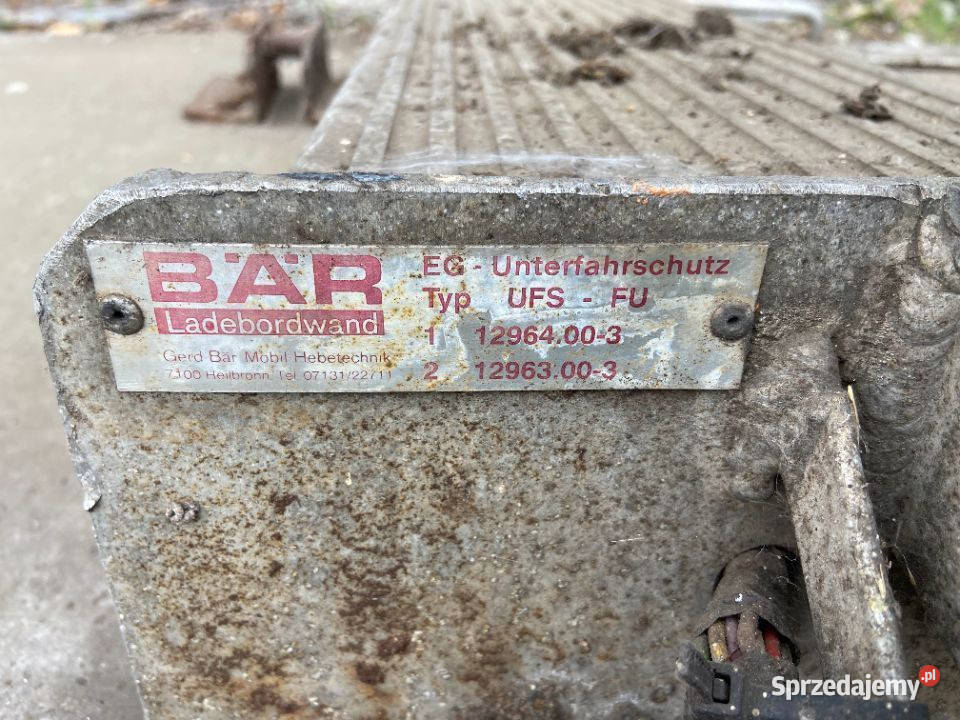 BÄR
Ladebordwand
Gerd Bär Mobil-Hebetechnik
7100 Heilbronn Tel. 07131/22711
EG - Unterfahrschutz
Typ UFS - FU
1 12964.00-3
2 12963.00-3
Sprzedajemy.pl